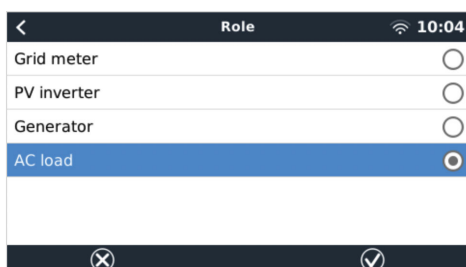 Role
10:04
Grid meter
PV inverter
Generator
AC load